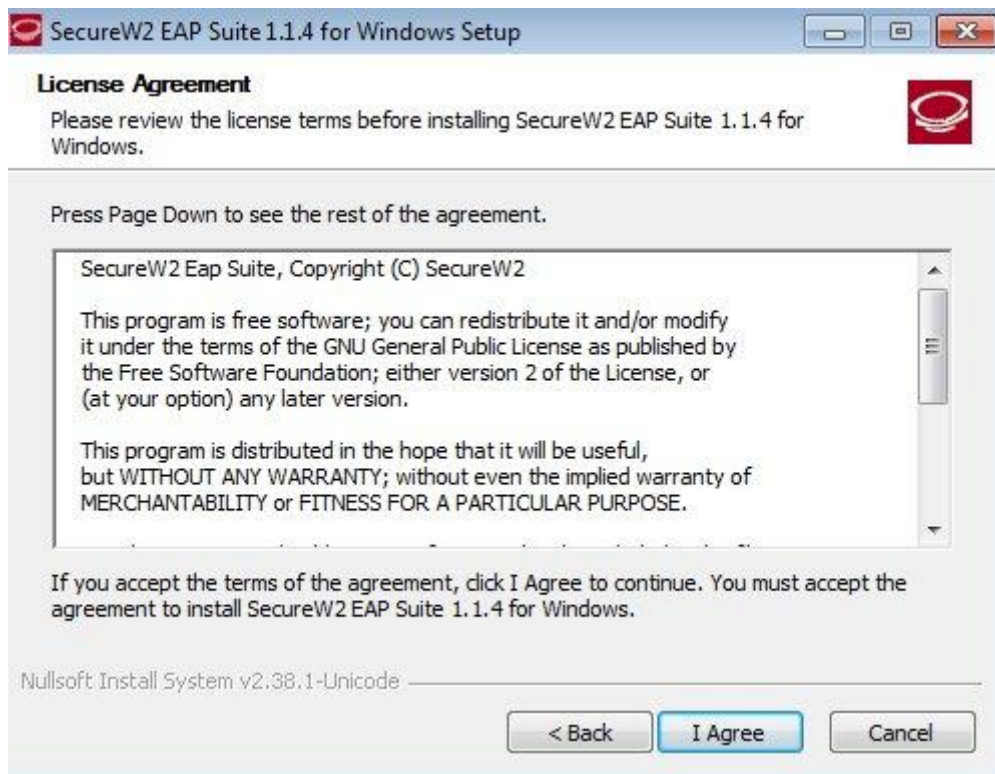 SecureW2 EAP Suite 1.1.4 for Windows Setup
License Agreement
Please review the license terms before installing SecureW2 EAP Suite 1.1.4 for
Windows.
Press Page Down to see the rest of the agreement.
SecureW2 Eap Suite, Copyright (C) SecureW2
This program is free software; you can redistribute it and/or modify
it under the terms of the GNU General Public License as published by
the Free Software Foundation; either version 2 of the License, or
(at your option) any later version.
This program is distributed in the hope that it will be useful,
but WITHOUT ANY WARRANTY; without even the implied warranty of
MERCHANTABILITY or FITNESS FOR A PARTICULAR PURPOSE.
If you accept the terms of the agreement, click I Agree to continue. You must accept the
agreement to install SecureW2 EAP Suite 1.1.4 for Windows.
Nullsoft Install System v2.38.1-Unicode
< Back
I Agree
Cancel